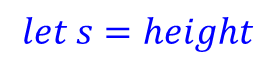 let s = height